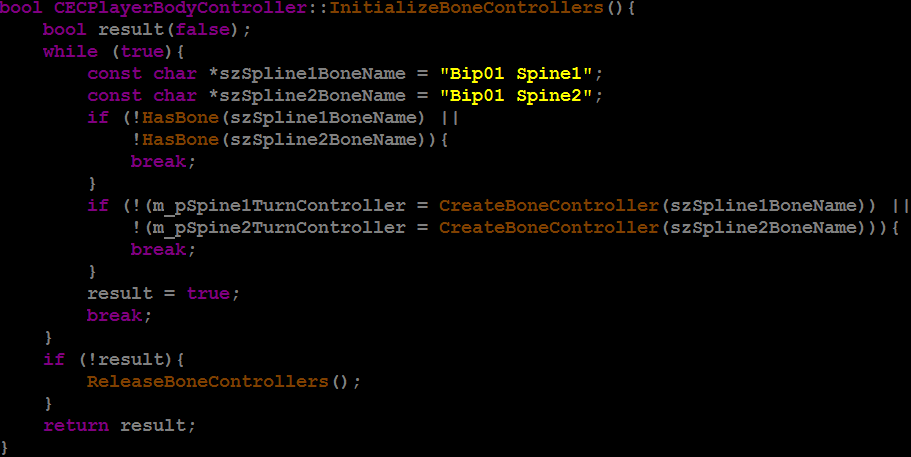 bool CECPlayerBodyController::InitializeBoneControllers(){
    bool result(false);
    while (true){
        const char *szSpline1BoneName = "Bip01 Spine1";
        const char *szSpline2BoneName = "Bip01 Spine2";
        if (!HasBone(szSpline1BoneName) ||
            !HasBone(szSpline2BoneName)){
            break;
        }
        if (!(m_pSpine1TurnController = CreateBoneController(szSpline1BoneName)) ||
            !(m_pSpine2TurnController = CreateBoneController(szSpline2BoneName))){
            break;
        }
        result = true;
        break;
    }
    if (!result){
        ReleaseBoneControllers();
    }
    return result;
}